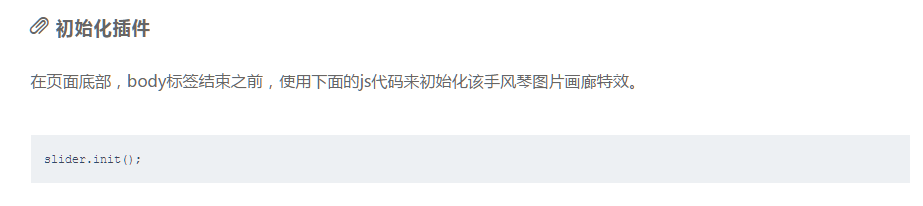 初始化插件
在页面底部，body标签结束之前，使用下面的js代码来初始化该手风琴图片画廊特效。
slider.init();